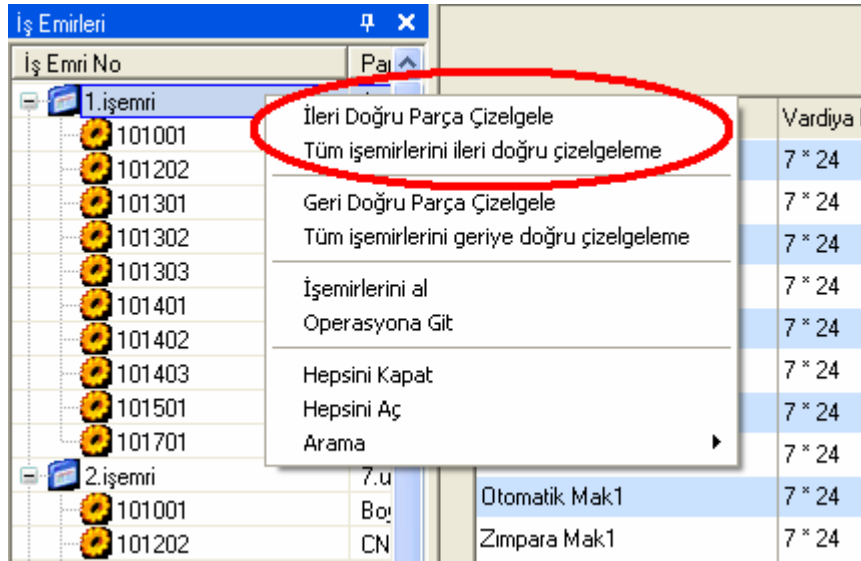 İş Emirleri
İş Emri No
1.işemri
101001
101202
101301
101302
101303
101401
101402
101403
101501
101701
2.işemri 7.u
101001
101202 CN
İleri Doğru Parça Çizelgele
Tüm işemirlerini ileri doğru çizelgeleme
Geri Doğru Parça Çizelgele
Tüm işemirlerini geriye doğru çizelgeleme
İşemirlerini al
Operasyona Git
Hepsini Kapat
Hepsini Aç
Arama
Vardiya
7 * 24
7 * 24
7 * 24
7 * 24
7 * 24
7 * 24
7 * 24
7 * 24
Otomatik Mak1 7 * 24
Zımpara Mak1 7 * 24